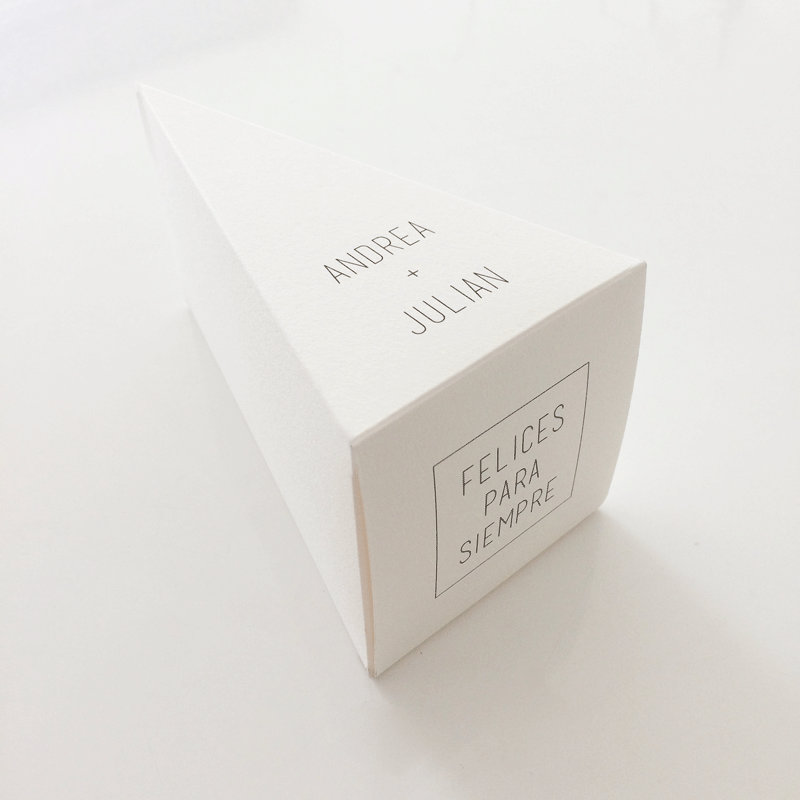 ANDREA
+
JULIAN
FELICES
PARA
SIEMPRE